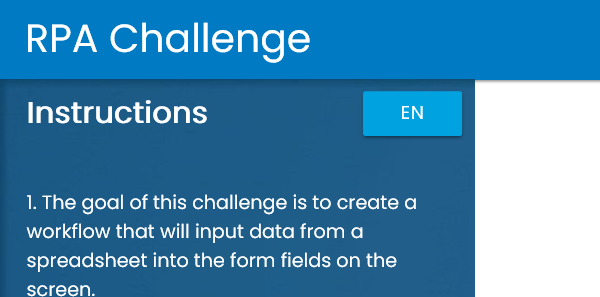 RPA Challenge
Instructions
EN
1. The goal of this challenge is to create a
workflow that will input data from a
spreadsheet into the form fields on the
screen.